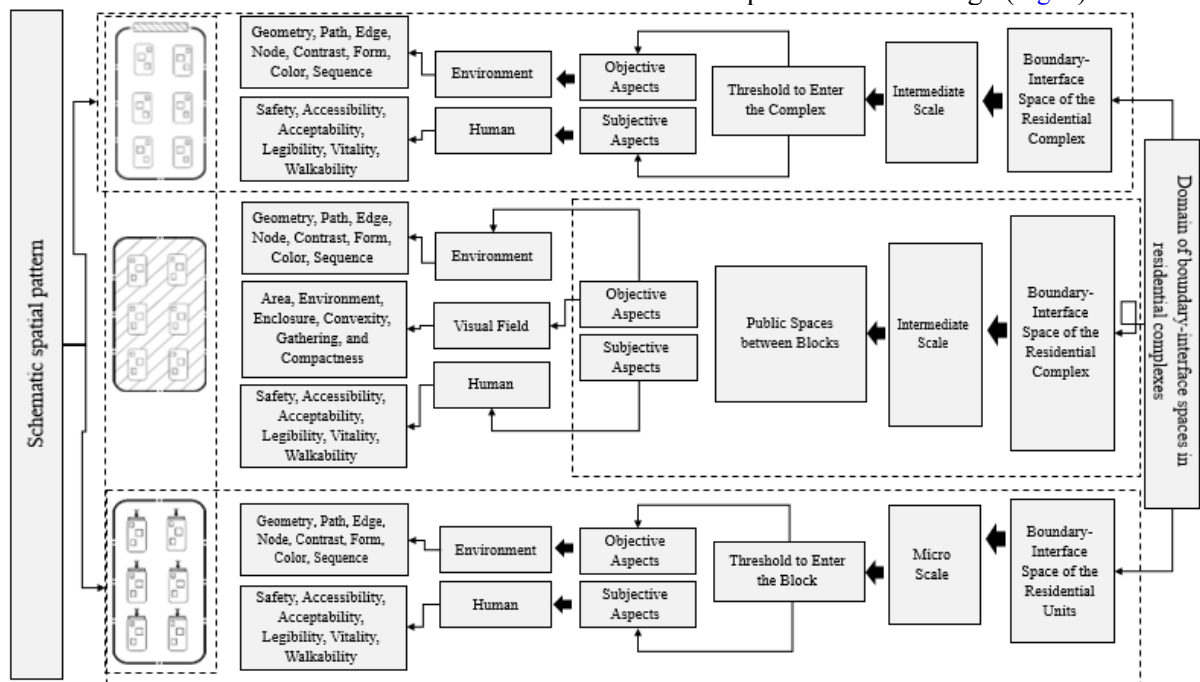 Schematic spatial pattern
Geometry, Path, Edge,
Node, Contrast, Form,
Color, Sequence
Safety, Accessibility,
Acceptability,
Legibility, Vitality,
Walkability
Environment
Human
Objective
Aspects
Subjective
Aspects
Threshold to Enter
the Complex
Intermediate
Scale
Boundary-
Interface
Space of the
Residential
Complex
Geometry, Path, Edge,
Node, Contrast, Form,
Color, Sequence
Area, Environment,
Enclosure, Convexity,
Gathering, and
Compactness
Safety, Accessibility,
Acceptability,
Legibility, Vitality,
Walkability
Environment
Visual Field
Human
Objective
Aspects
Subjective
Aspects
Public Spaces
between Blocks
Intermediate
Scale
Boundary-
Interface
Space of the
Residential
Complex
Geometry, Path, Edge,
Node, Contrast, Form,
Color, Sequence
Safety, Accessibility,
Acceptability,
Legibility, Vitality,
Walkability
Environment
Human
Objective
Aspects
Subjective
Aspects
Threshold to Enter
the Block
Micro
Scale
Boundary-
Interface
Space of the
Residential
Units
Domain of boundary-interface spaces in
residential complexes